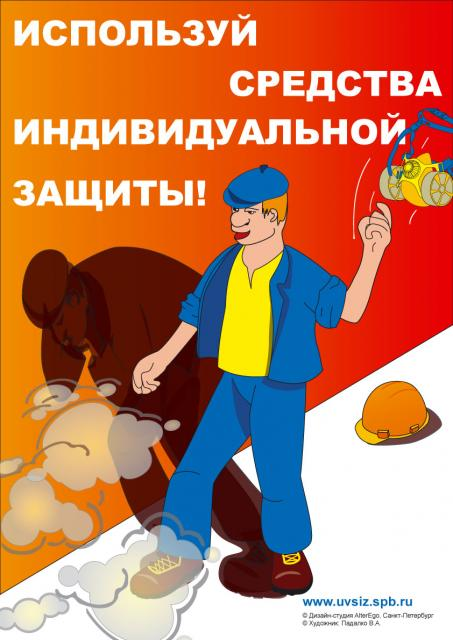 ИСПОЛЬЗУЙ
СРЕДСТВА
ИНДИВИДУАЛЬНОЙ
ЗАЩИТЫ!
www.uvsiz.spb.ru
© Дизайн-студия AlterEgo, Санкт-Петербург
© Художник: Падалко В.А.